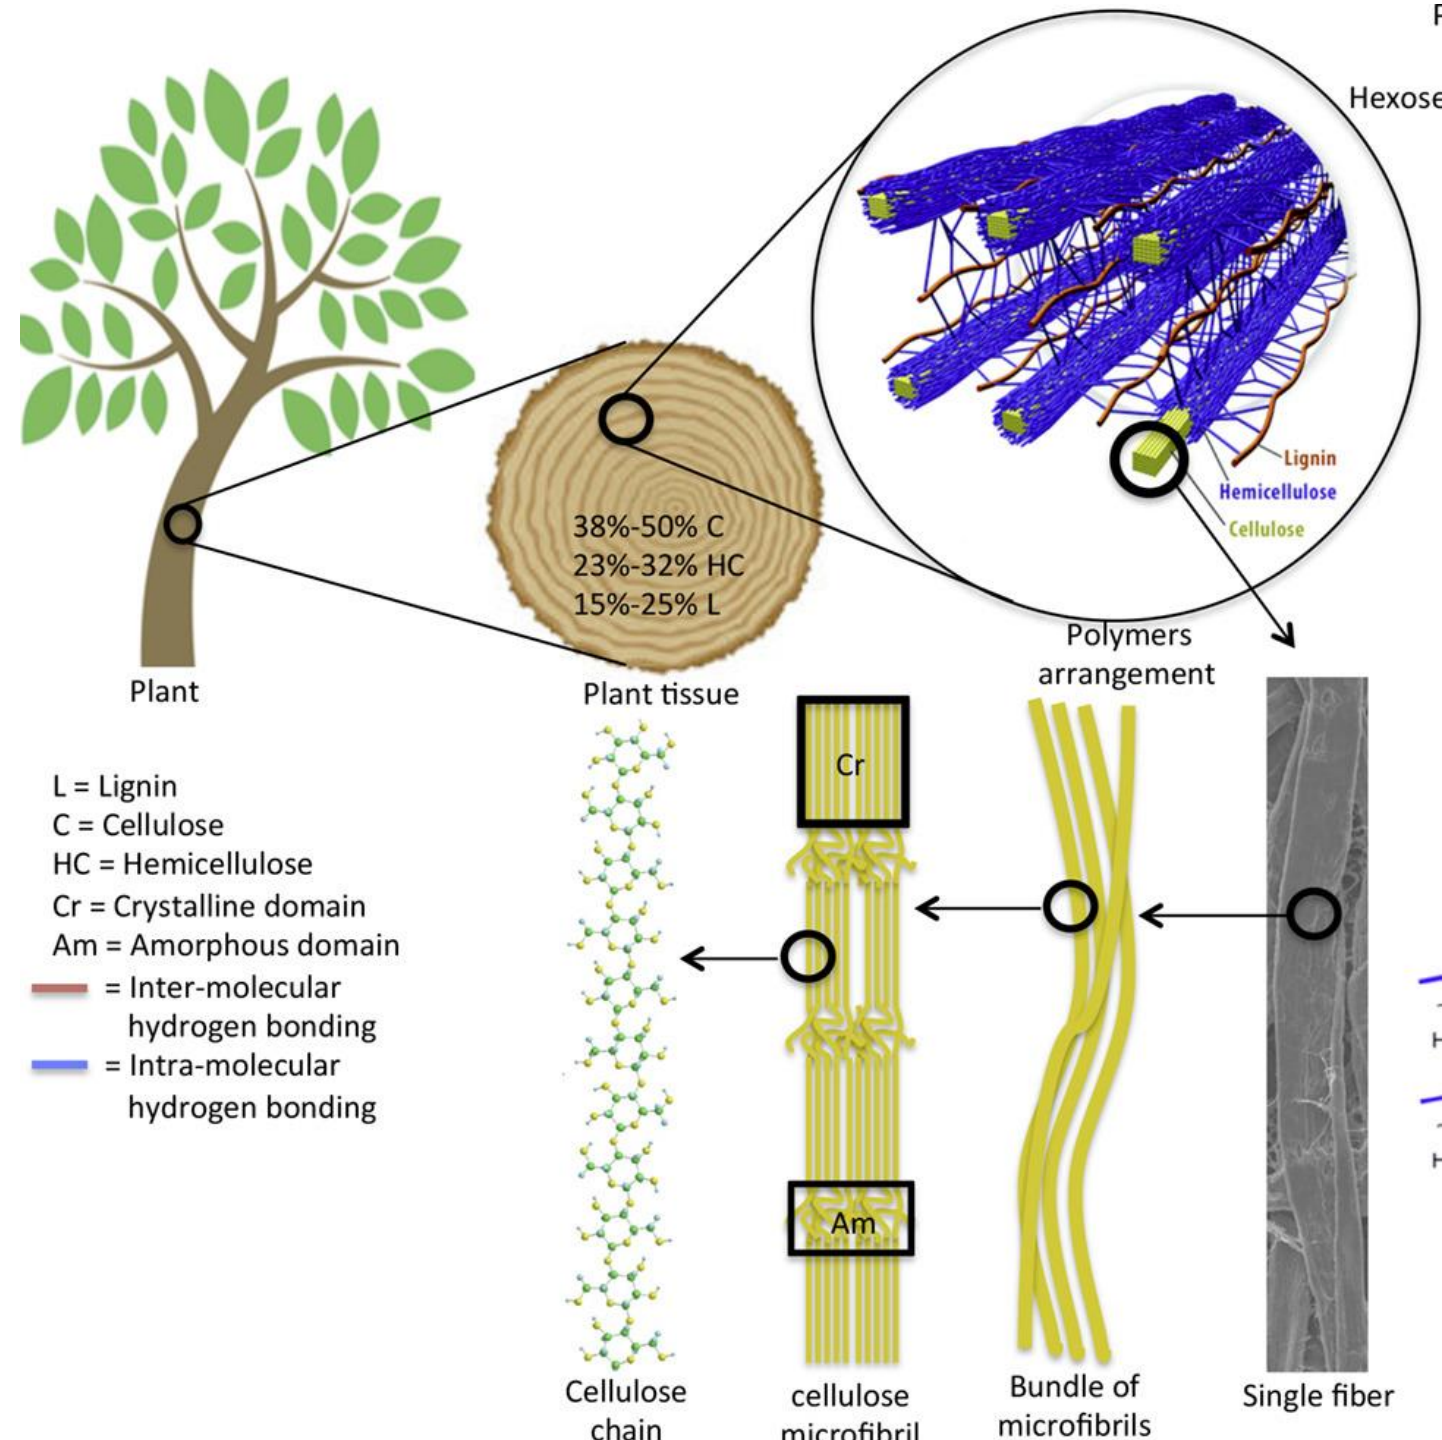 Hexose
Lignin
Hemicellulose
Cellulose
38%-50% C
23%-32% HC
15%-25% L
Polymers
arrangement
Plant
Plant tissue
Cr
L = Lignin
C = Cellulose
HC = Hemicellulose
Cr = Crystalline domain
Am = Amorphous domain
= Inter-molecular
hydrogen bonding
= Intra-molecular
hydrogen bonding
Am
Cellulose
chain
cellulose
microfibril
Bundle of
microfibrils
Single fiber
H
H